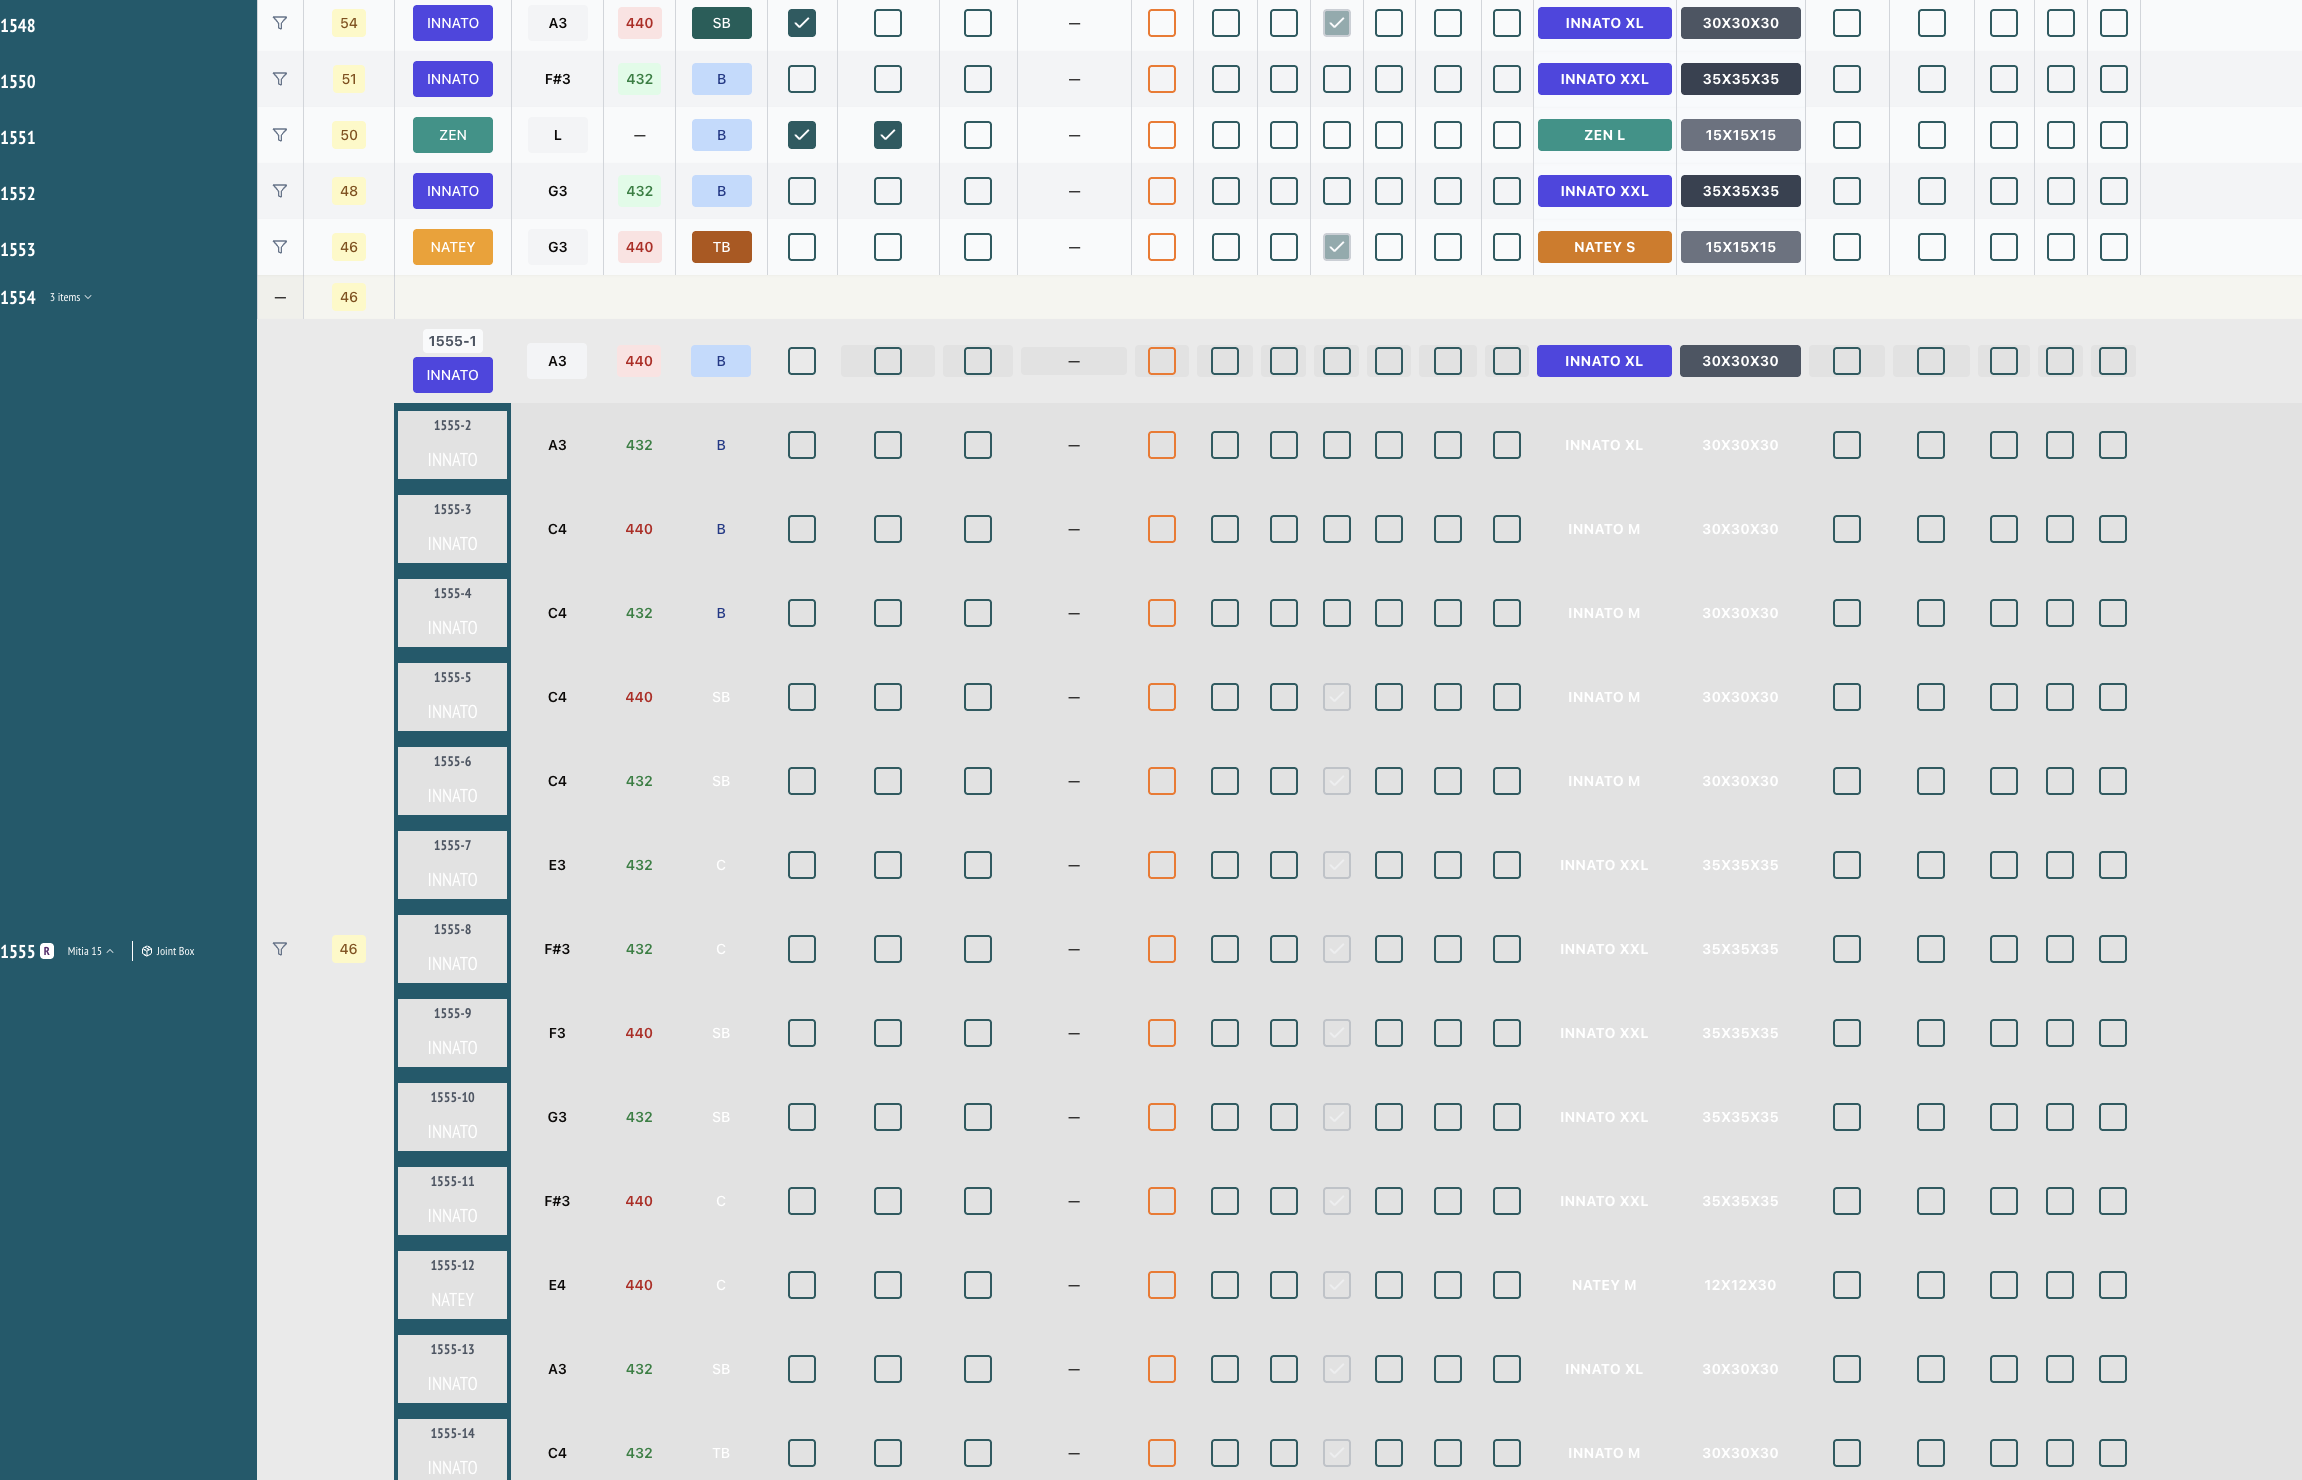 1548 54 INNATO A3 440 SB — INNATO XL 30X30X30
1550 51 INNATO F#3 432 B — INNATO XXL 35X35X35
1551 50 ZEN L — B — ZEN L 15X15X15
1552 48 INNATO G3 432 B — INNATO XXL 35X35X35
1553 46 NATEY G3 440 TB — NATEY S 15X15X15
1554 3 items — 46
1555-1
INNATO A3 440 B — INNATO XL 30X30X30
1555-2
INNATO A3 432 B — INNATO XL 30X30X30
1555-3
INNATO C4 440 B — INNATO M 30X30X30
1555-4
INNATO C4 432 B — INNATO M 30X30X30
1555-5
INNATO C4 440 SB — INNATO M 30X30X30
1555-6
INNATO C4 432 SB — INNATO M 30X30X30
1555-7
INNATO E3 432 C — INNATO XXL 35X35X35
1555 R Mitia 15 Joint Box 46
1555-8
INNATO F#3 432 C — INNATO XXL 35X35X35
1555-9
INNATO F3 440 SB — INNATO XXL 35X35X35
1555-10
INNATO G3 432 SB — INNATO XXL 35X35X35
1555-11
INNATO F#3 440 C — INNATO XXL 35X35X35
1555-12
NATEY E4 440 C — NATEY M 12X12X30
1555-13
INNATO A3 432 SB — INNATO XL 30X30X30
1555-14
INNATO C4 432 TB — INNATO M 30X30X30